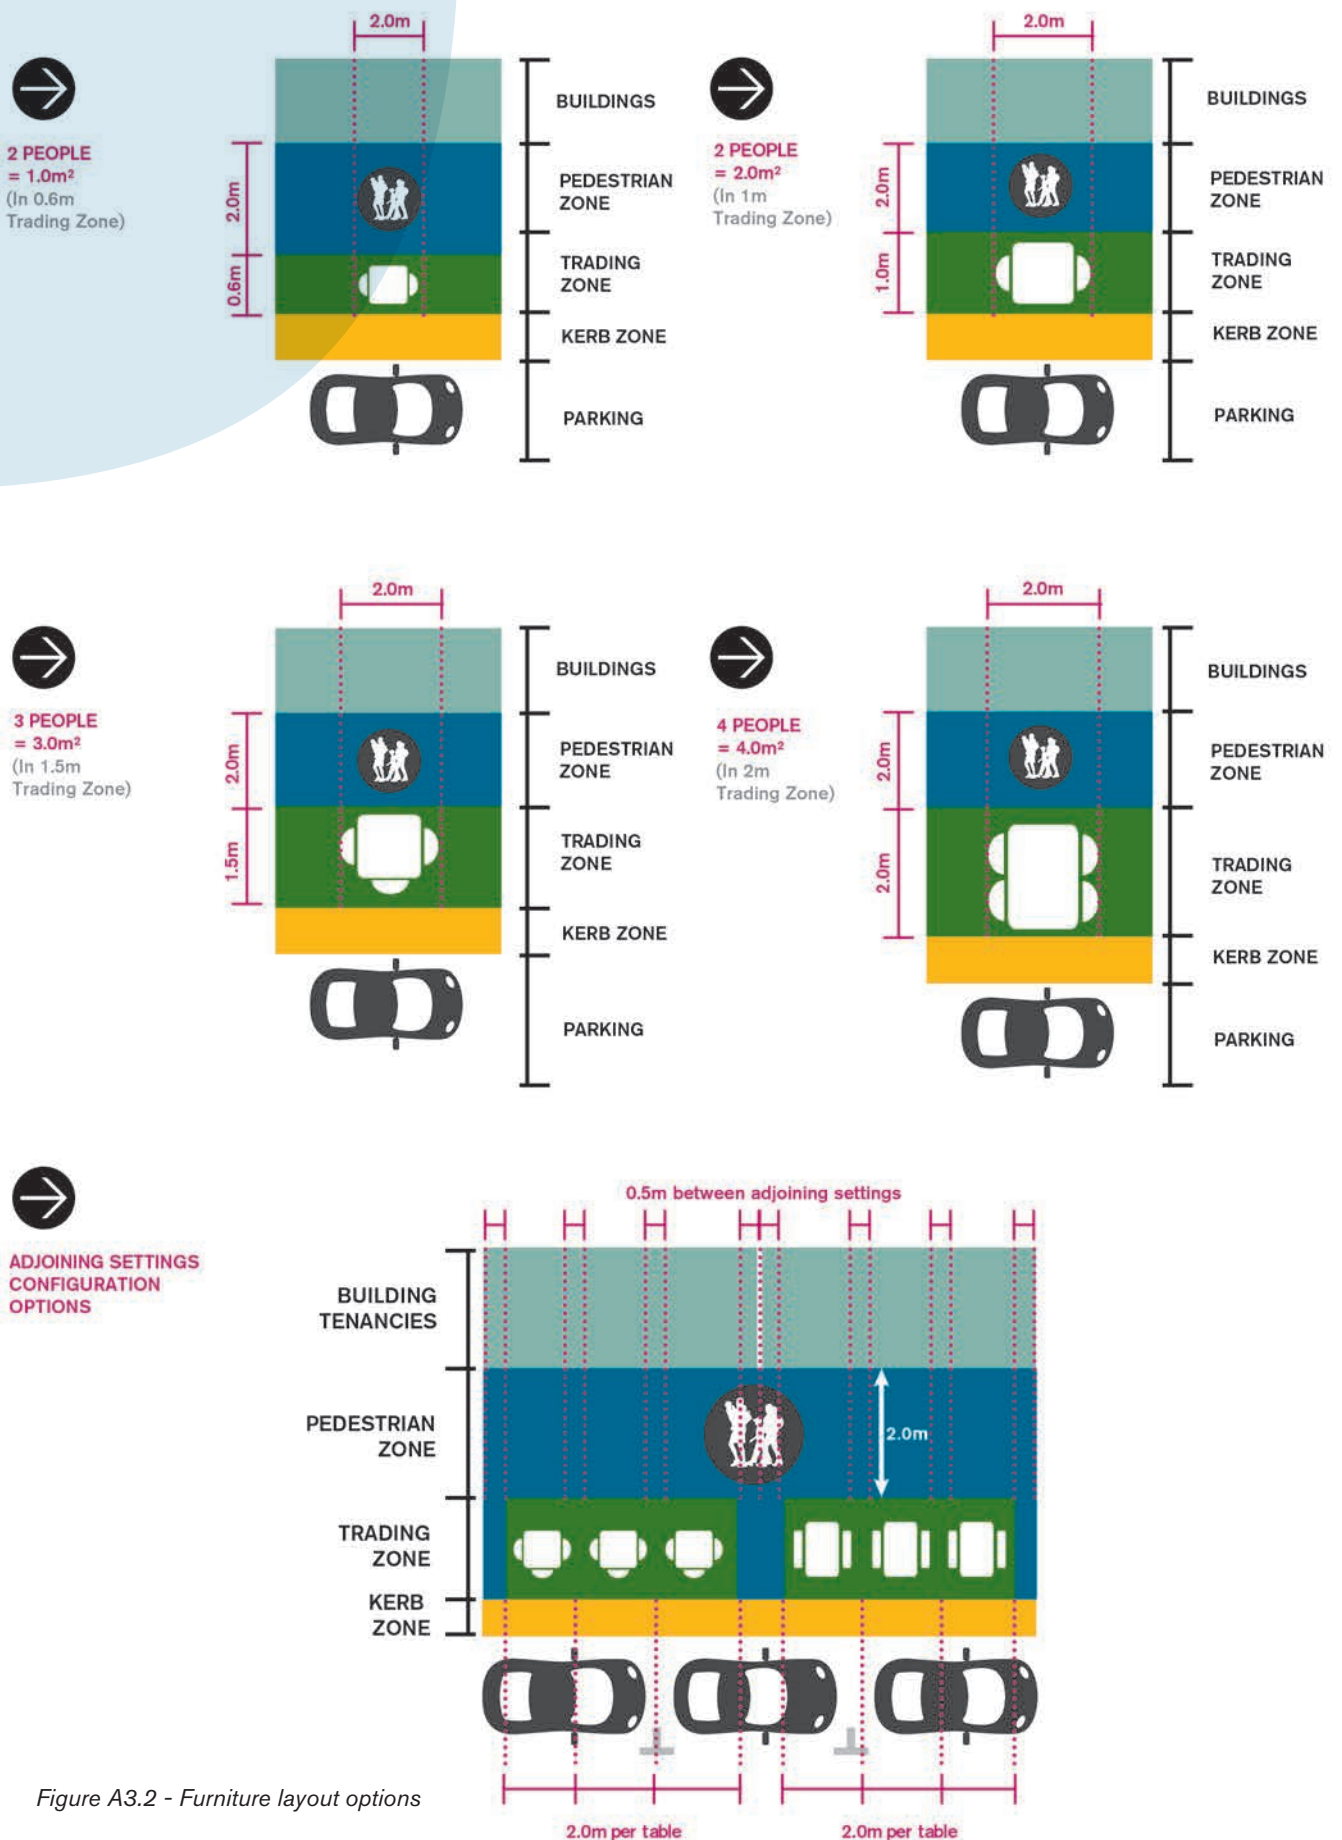 2.0m
2 PEOPLE
= 1.0m²
(In 0.6m
Trading Zone)
2.0m
0.6m
BUILDINGS
PEDESTRIAN
ZONE
TRADING
ZONE
KERB ZONE
PARKING
2.0m
2 PEOPLE
= 2.0m²
(In 1m
Trading Zone)
2.0m
1.0m
BUILDINGS
PEDESTRIAN
ZONE
TRADING
ZONE
KERB ZONE
PARKING
2.0m
3 PEOPLE
= 3.0m²
(In 1.5m
Trading Zone)
2.0m
1.5m
BUILDINGS
PEDESTRIAN
ZONE
TRADING
ZONE
KERB ZONE
PARKING
2.0m
4 PEOPLE
= 4.0m²
(In 2m
Trading Zone)
2.0m
2.0m
BUILDINGS
PEDESTRIAN
ZONE
TRADING
ZONE
KERB ZONE
PARKING
ADJOINING SETTINGS
CONFIGURATION
OPTIONS
0.5m between adjoining settings
BUILDING
TENANCIES
PEDESTRIAN
ZONE
2.0m
TRADING
ZONE
KERB
ZONE
2.0m per table
2.0m per table
Figure A3.2 - Furniture layout options